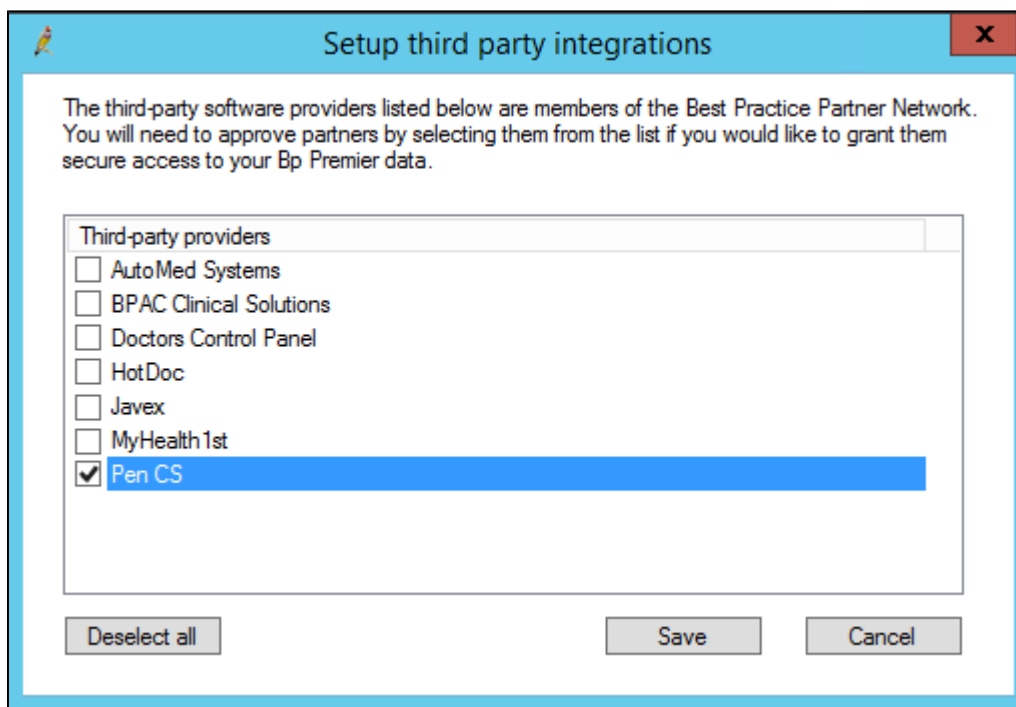 Setup third party integrations
x
The third-party software providers listed below are members of the Best Practice Partner Network.
You will need to approve partners by selecting them from the list if you would like to grant them
secure access to your Bp Premier data.
Third-party providers
AutoMed Systems
BPAC Clinical Solutions
Doctors Control Panel
HotDoc
Javex
MyHealth1st
Pen CS
Deselect all
Save
Cancel